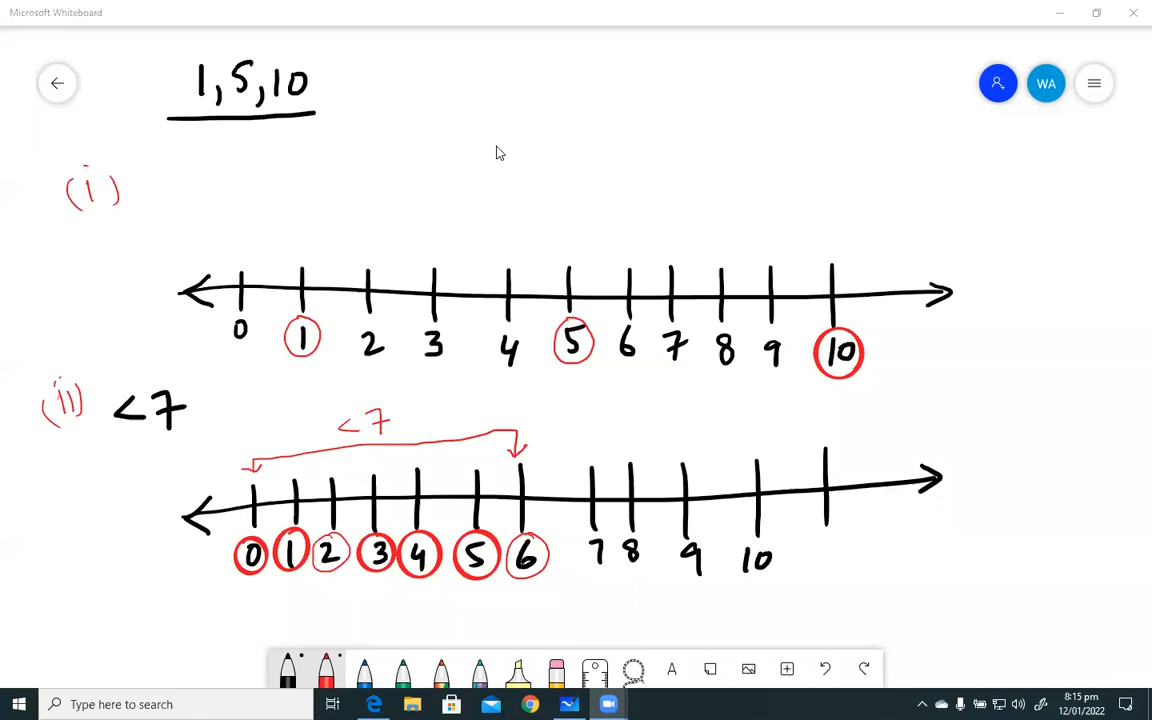 Microsoft Whiteboard
1, 5, 10
WA
(i)
0 1 2 3 4 5 6 7 8 9 10
(ii) <7
<7
0 1 2 3 4 5 6 7 8 9 10
A
Type here to search
8:15 pm
12/01/2022